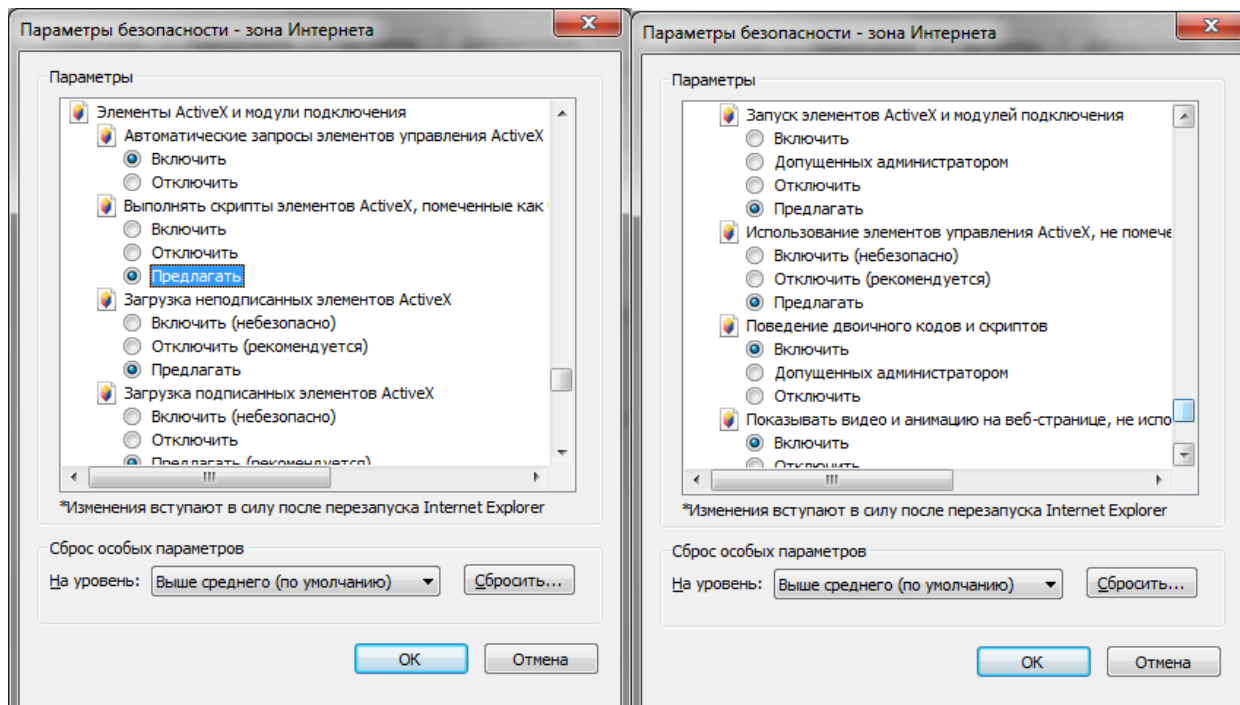 Параметры безопасности - зона Интернета
Параметры
Элементы ActiveX и модули подключения
Автоматические запросы элементов управления ActiveX
Включить
Отключить
Выполнять скрипты элементов ActiveX, помеченные как
Включить
Отключить
Предлагать
Загрузка неподписанных элементов ActiveX
Включить (небезопасно)
Отключить (рекомендуется)
Предлагать
Загрузка подписанных элементов ActiveX
Включить (небезопасно)
Отключить
Предлагать (рекомендуется)
*Изменения вступают в силу после перезапуска Internet Explorer
Сброс особых параметров
На уровень: Выше среднего (по умолчанию) Сбросить...
ОК Отмена
Параметры безопасности - зона Интернета
Параметры
Запуск элементов ActiveX и модулей подключения
Включить
Допущенных администратором
Отключить
Предлагать
Использование элементов управления ActiveX, не помече
Включить (небезопасно)
Отключить (рекомендуется)
Предлагать
Поведение двоичного кодов и скриптов
Включить
Допущенных администратором
Отключить
Показывать видео и анимацию на веб-странице, не испо
Включить
Отключить
*Изменения вступают в силу после перезапуска Internet Explorer
Сброс особых параметров
На уровень: Выше среднего (по умолчанию) Сбросить...
ОК Отмена